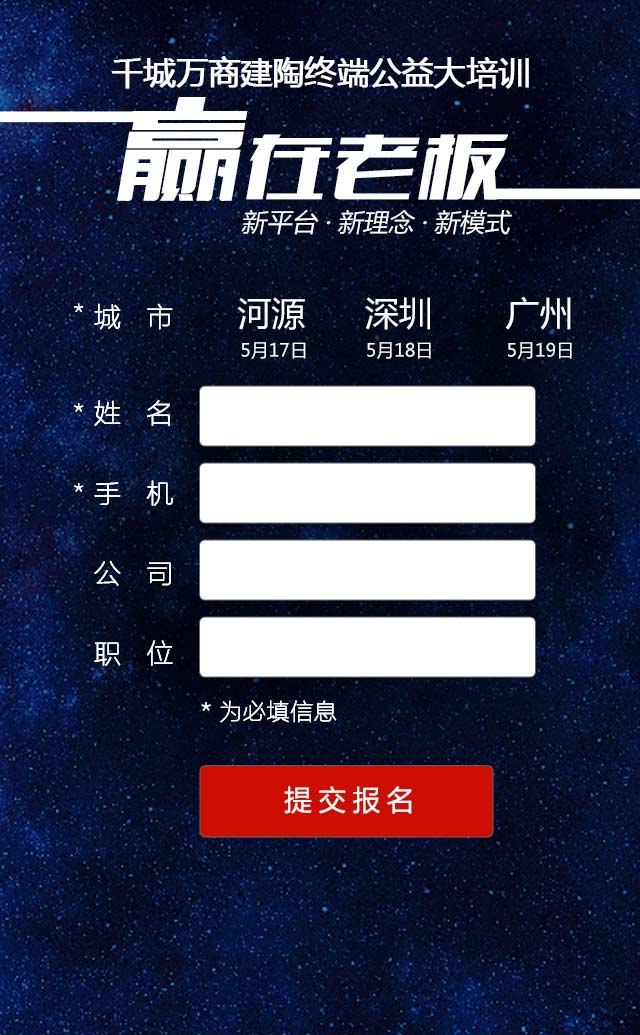 千城万商建陶终端公益大培训
赢在老板
新平台 · 新理念 · 新模式
* 城 市 河源 深圳 广州
5月17日 5月18日 5月19日
* 姓 名
* 手 机
公 司
职 位
* 为必填信息
提交报名